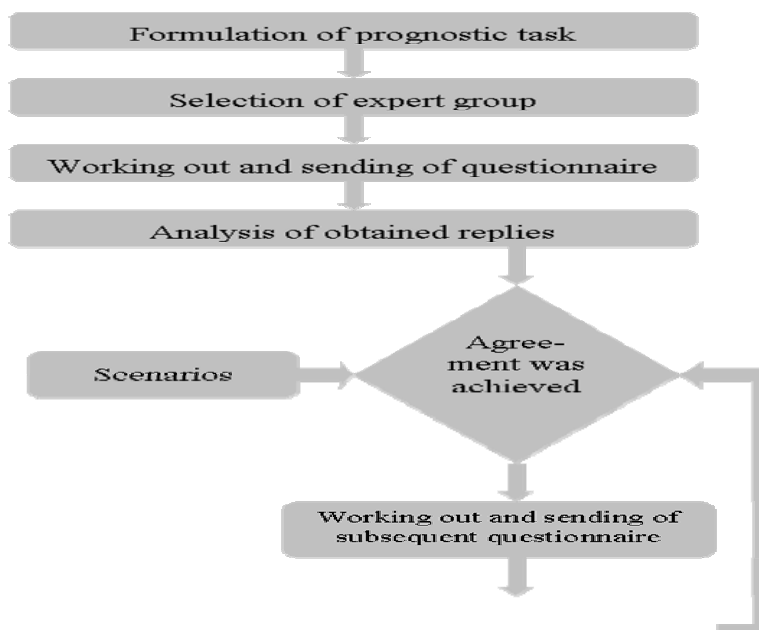 Formulation of prognostic task
Selection of expert group
Working out and sending of questionnaire
Analysis of obtained replies
Agree-
ment was
achieved
Scenarios
Working out and sending of
subsequent questionnaire